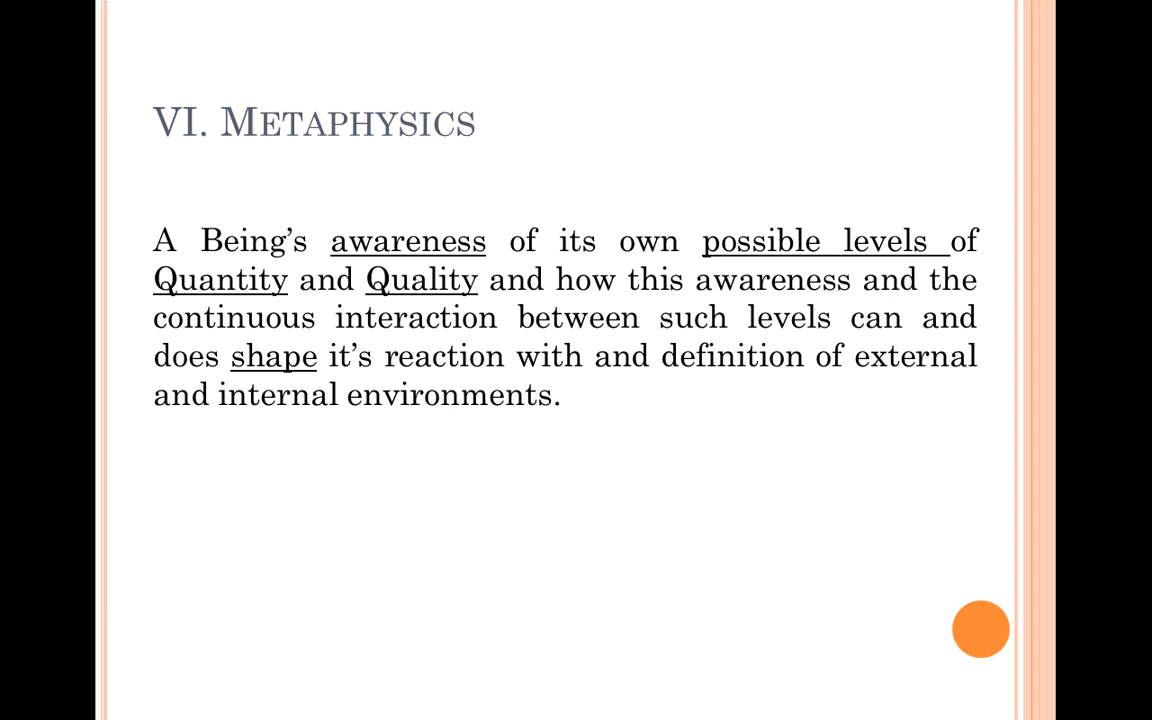 VI. METAPHYSICS
A Being’s awareness of its own possible levels of
Quantity and Quality and how this awareness and the
continuous interaction between such levels can and
does shape it’s reaction with and definition of external
and internal environments.